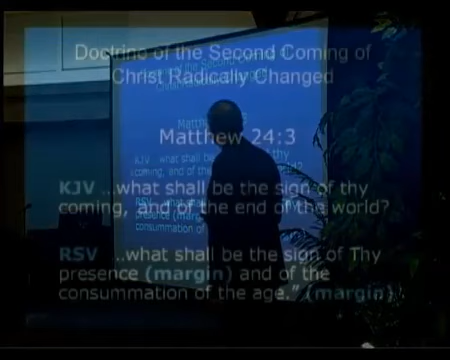 Doctrine of the Second Coming of
Christ Radically Changed
Matthew 24:3
KJV ...what shall be the sign of thy
coming, and of the end of the world?
RSV ...what shall be the sign of Thy
presence (margin) and of the
consummation of the age." (margin)